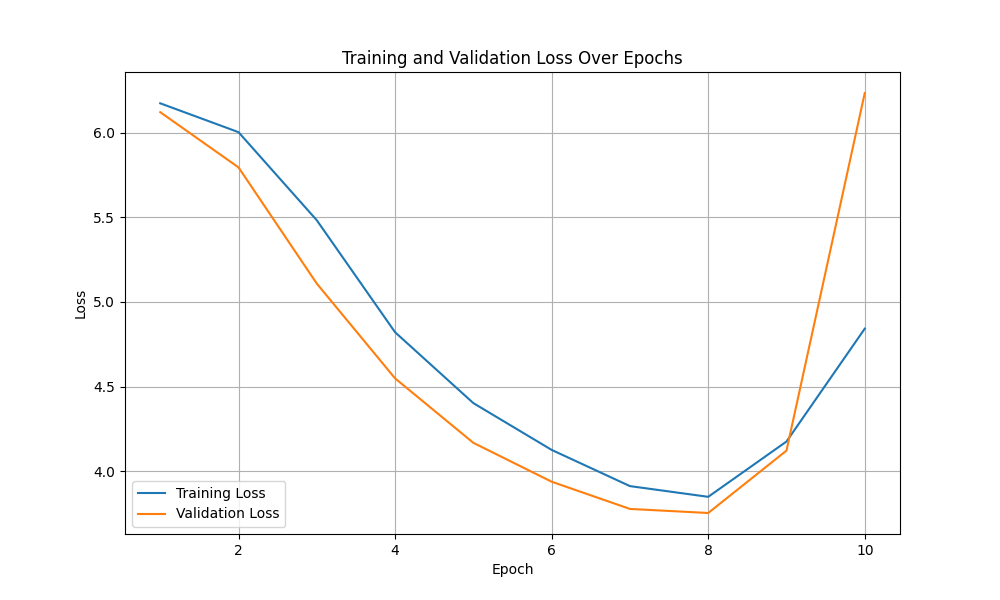 Training and Validation Loss Over Epochs
6.0
5.5
5.0
4.5
4.0
Loss
Training Loss
Validation Loss
2 4 6 8 10
Epoch